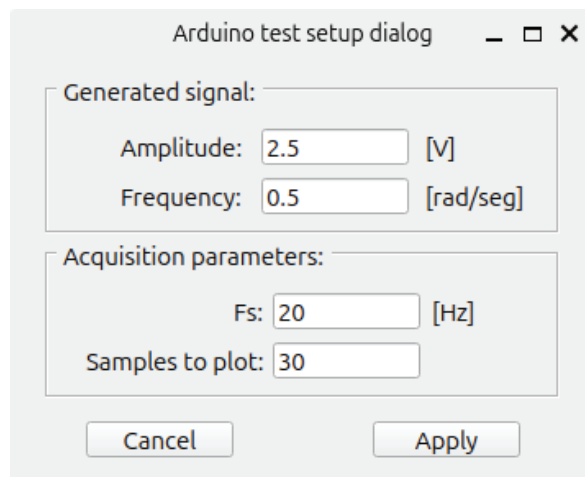 Arduino test setup dialog
Generated signal:
Amplitude: 2.5 [V]
Frequency: 0.5 [rad/seg]
Acquisition parameters:
Fs: 20 [Hz]
Samples to plot: 30
Cancel Apply